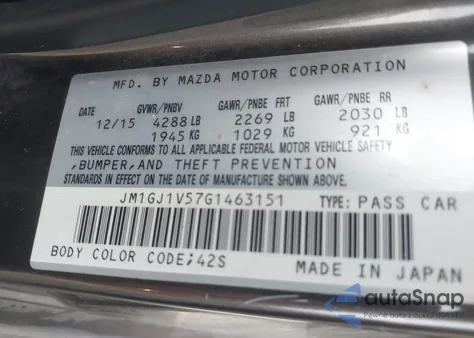 MFD. BY MAZDA MOTOR CORPORATION
GVWR/PNBV GAWR/PNBE FRT GAWR/PNBE RR
12/15 4288 LB 2269 LB 2030 LB
1945 KG 1029 KG 921 KG
THIS VEHICLE CONFORMS TO ALL APPLICABLE FEDERAL MOTOR VEHICLE SAFETY
,BUMPER,AND THEFT PREVENTION
STANDARDS IN EFFECT ON THE DATE OF MANUFACTURE SHOWN ABOVE.
JM1GJ1V57G1463151 TYPE: PASS CAR
BODY COLOR CODE;42S
MADE IN JAPAN
autoSnap
Pewne auto z